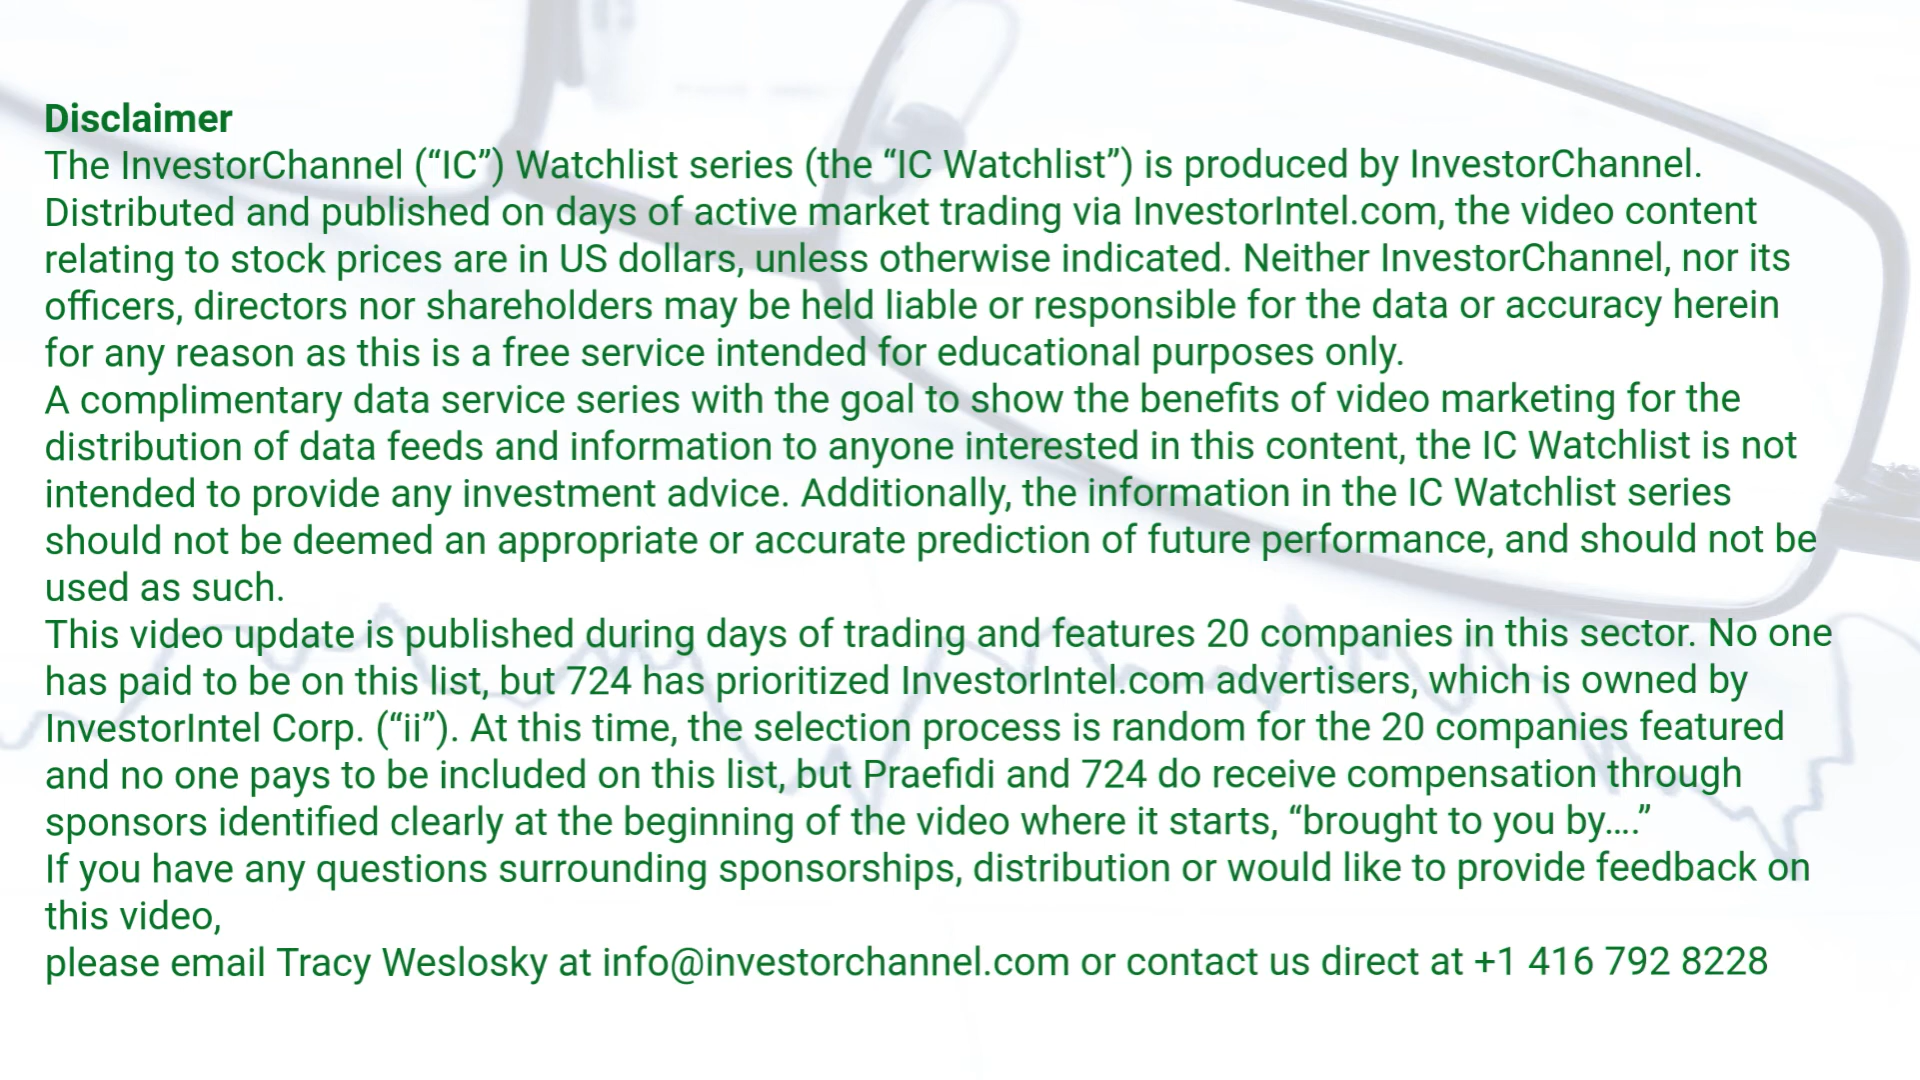 Disclaimer
The InvestorChannel (“IC”) Watchlist series (the “IC Watchlist”) is produced by InvestorChannel.
Distributed and published on days of active market trading via InvestorIntel.com, the video content
relating to stock prices are in US dollars, unless otherwise indicated. Neither InvestorChannel, nor its
officers, directors nor shareholders may be held liable or responsible for the data or accuracy herein
for any reason as this is a free service intended for educational purposes only.
A complimentary data service series with the goal to show the benefits of video marketing for the
distribution of data feeds and information to anyone interested in this content, the IC Watchlist is not
intended to provide any investment advice. Additionally, the information in the IC Watchlist series
should not be deemed an appropriate or accurate prediction of future performance, and should not be
used as such.
This video update is published during days of trading and features 20 companies in this sector. No one
has paid to be on this list, but 724 has prioritized InvestorIntel.com advertisers, which is owned by
InvestorIntel Corp. (“ii”). At this time, the selection process is random for the 20 companies featured
and no one pays to be included on this list, but Praefidi and 724 do receive compensation through
sponsors identified clearly at the beginning of the video where it starts, “brought to you by....”
If you have any questions surrounding sponsorships, distribution or would like to provide feedback on
this video,
please email Tracy Weslosky at info@investorchannel.com or contact us direct at +1 416 792 8228